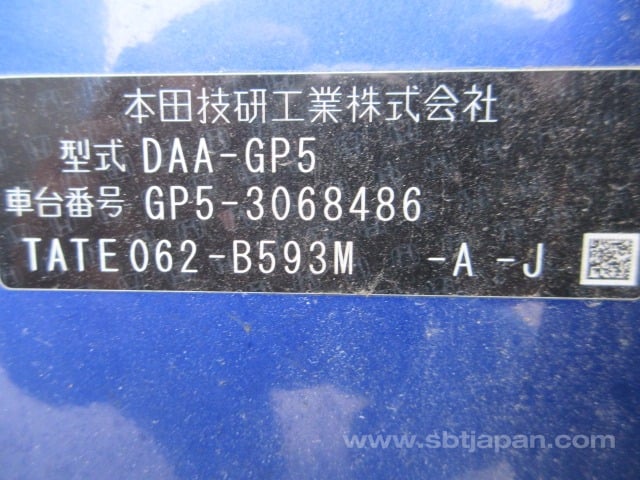 本田技研工業株式会社
型式 DAA-GP5
車台番号 GP5-3068486
TATE062-B593M -A -J
www.sbtjapan.com